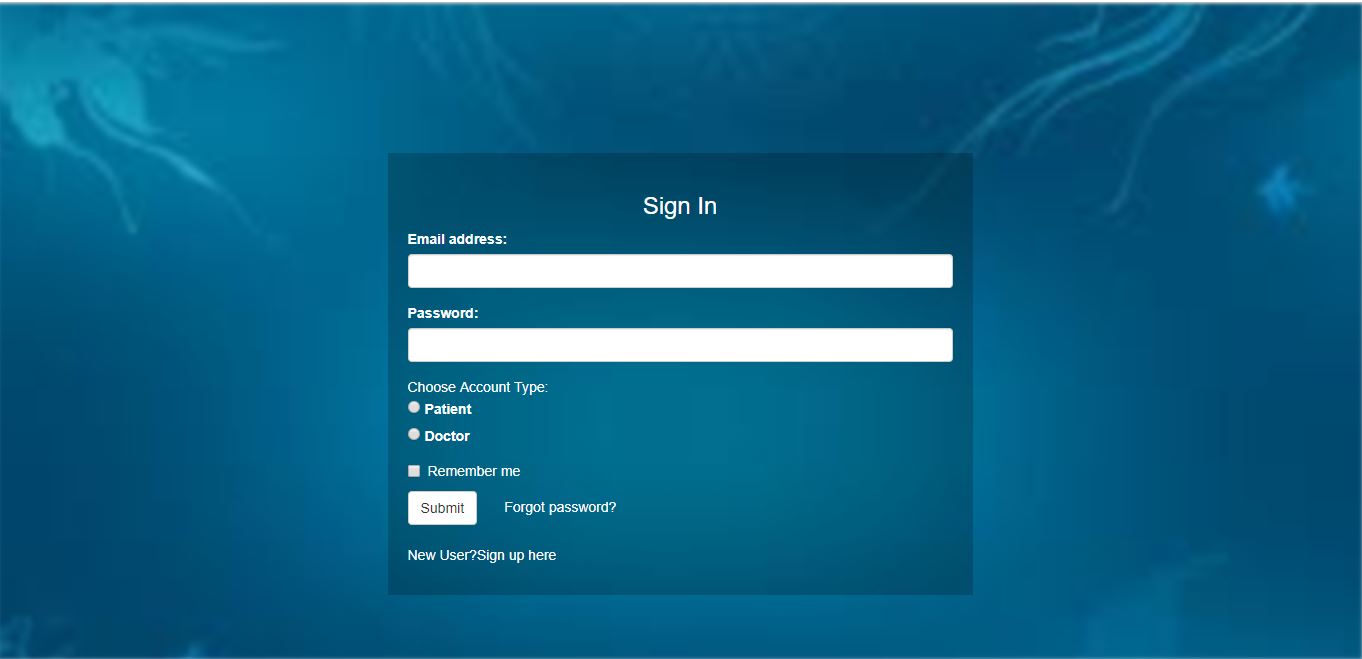 Sign In
Email address:
Password:
Choose Account Type:
Patient
Doctor
Remember me
Submit Forgot password?
New User?Sign up here